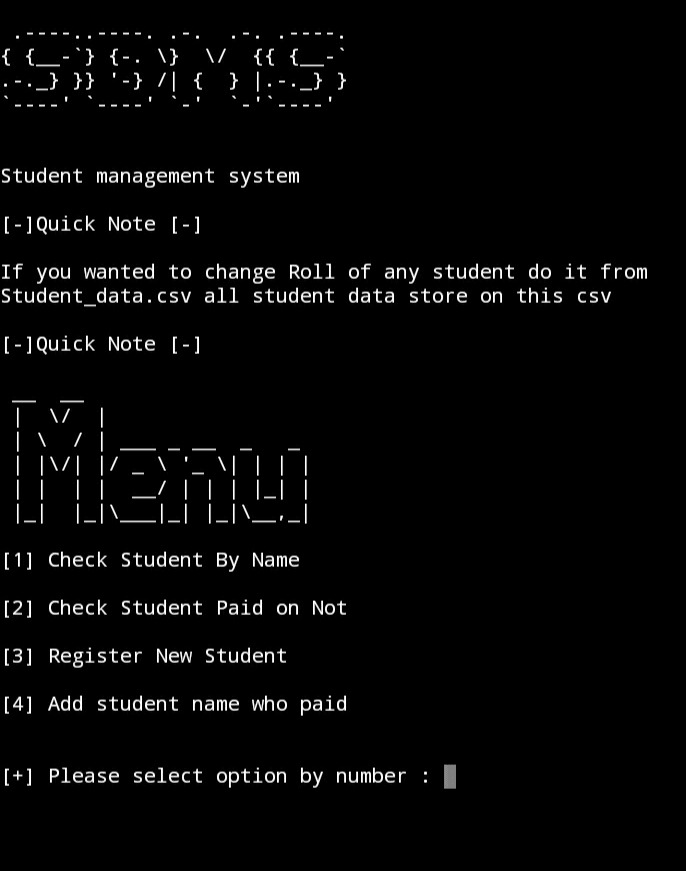 Student management system
[-]Quick Note [-]
If you wanted to change Roll of any student do it from
Student_data.csv all student data store on this csv
[-]Quick Note [-]
Menu
[1] Check Student By Name
[2] Check Student Paid on Not
[3] Register New Student
[4] Add student name who paid
[+] Please select option by number :